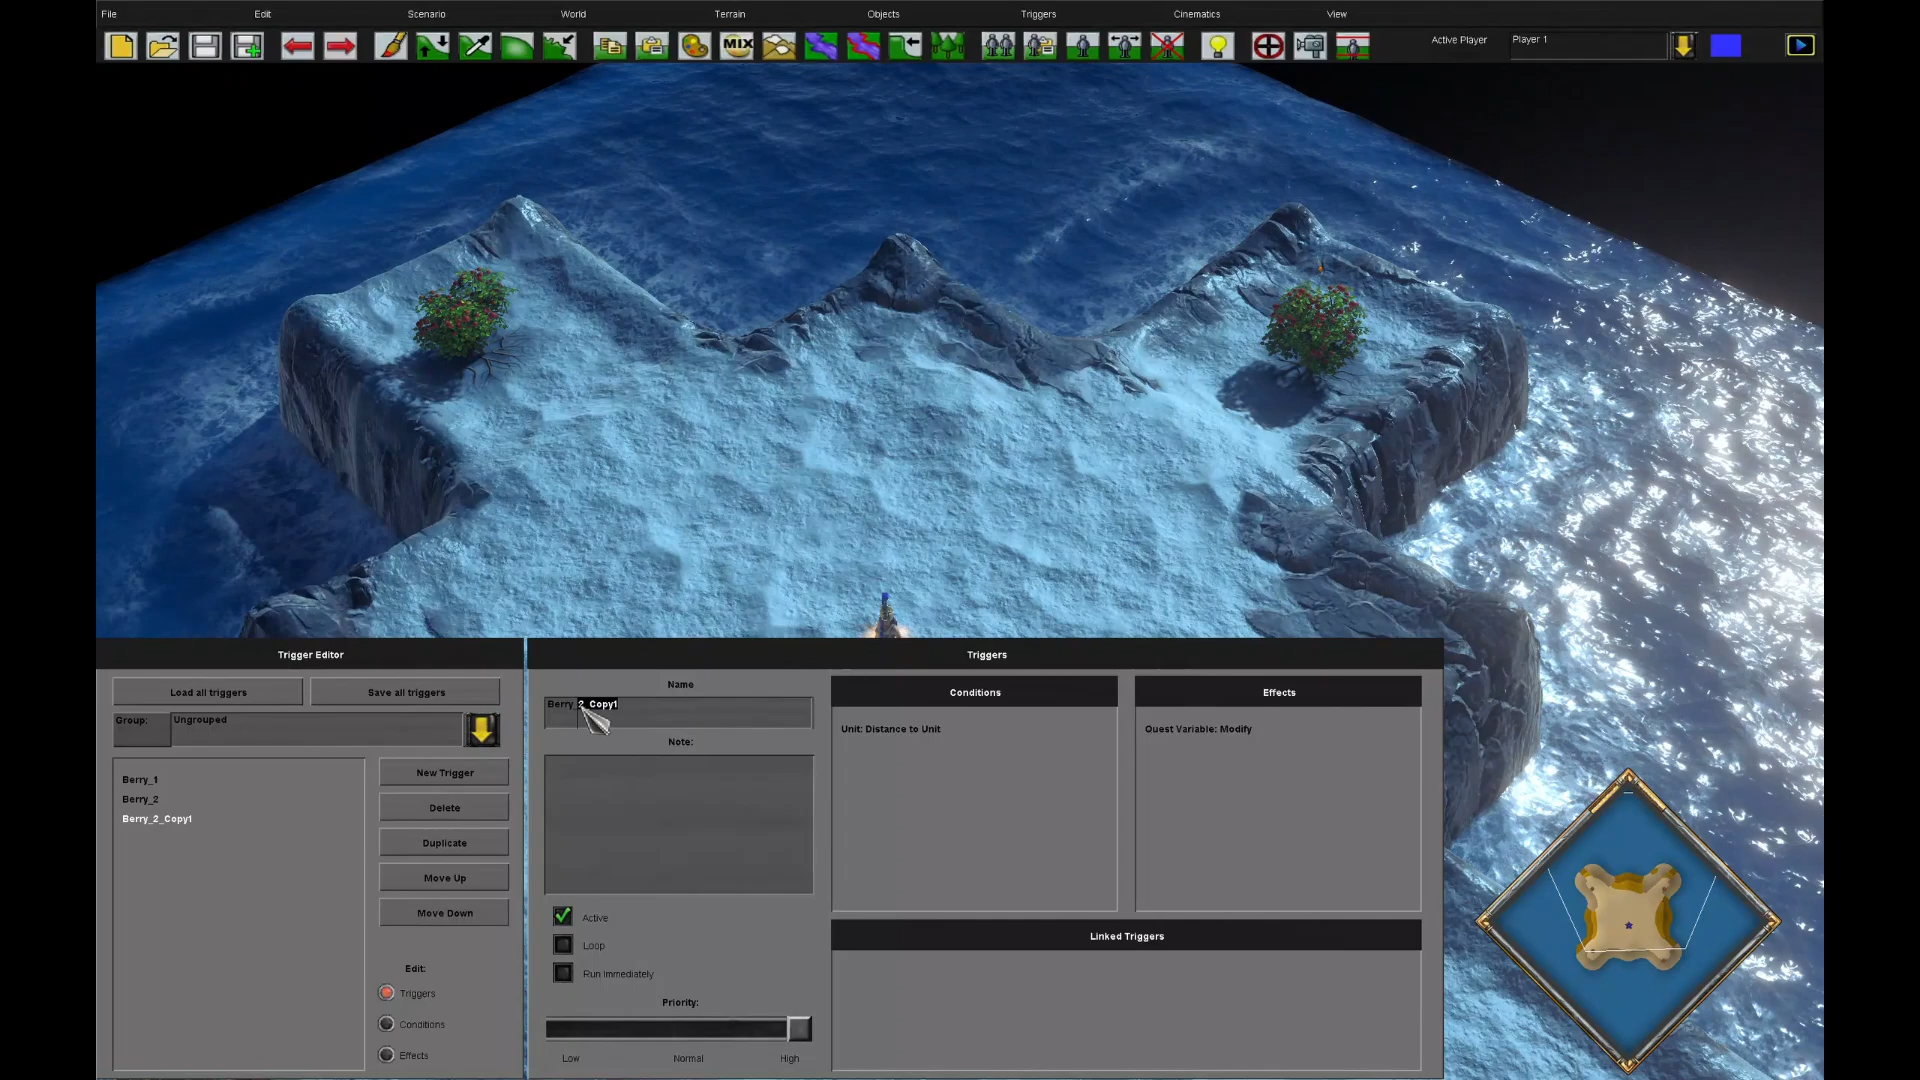 File Edit Scenario World Terrain Objects Triggers Cinematics View
MIX
Active Player Player 1
Trigger Editor
Load all triggers Save all triggers
Group: Ungrouped
Berry_1
Berry_2
Berry_2_Copy1
New Trigger
Delete
Duplicate
Move Up
Move Down
Edit:
Triggers
Conditions
Effects
Triggers
Name
Berry_2_Copy1
Note:
Active
Loop
Run Immediately
Priority:
Low Normal High
Conditions
Unit: Distance to Unit
Effects
Quest Variable: Modify
Linked Triggers